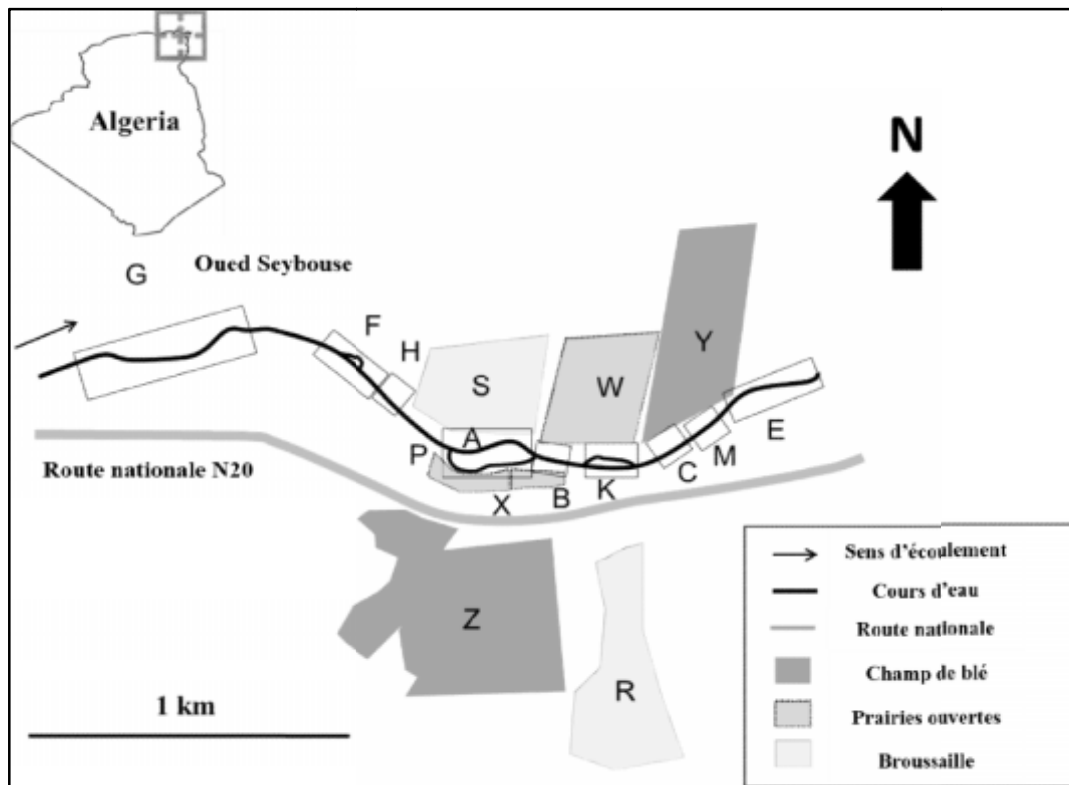 Algeria
N
G
Oued Seybouse
F
H
Y
S
W
E
A
P
M
C
Route nationale N20
K
B
X
Sens d'écoulement
Cours d'eau
Z
Route nationale
Champ de blé
R
1 km
Prairies ouvertes
Broussaille